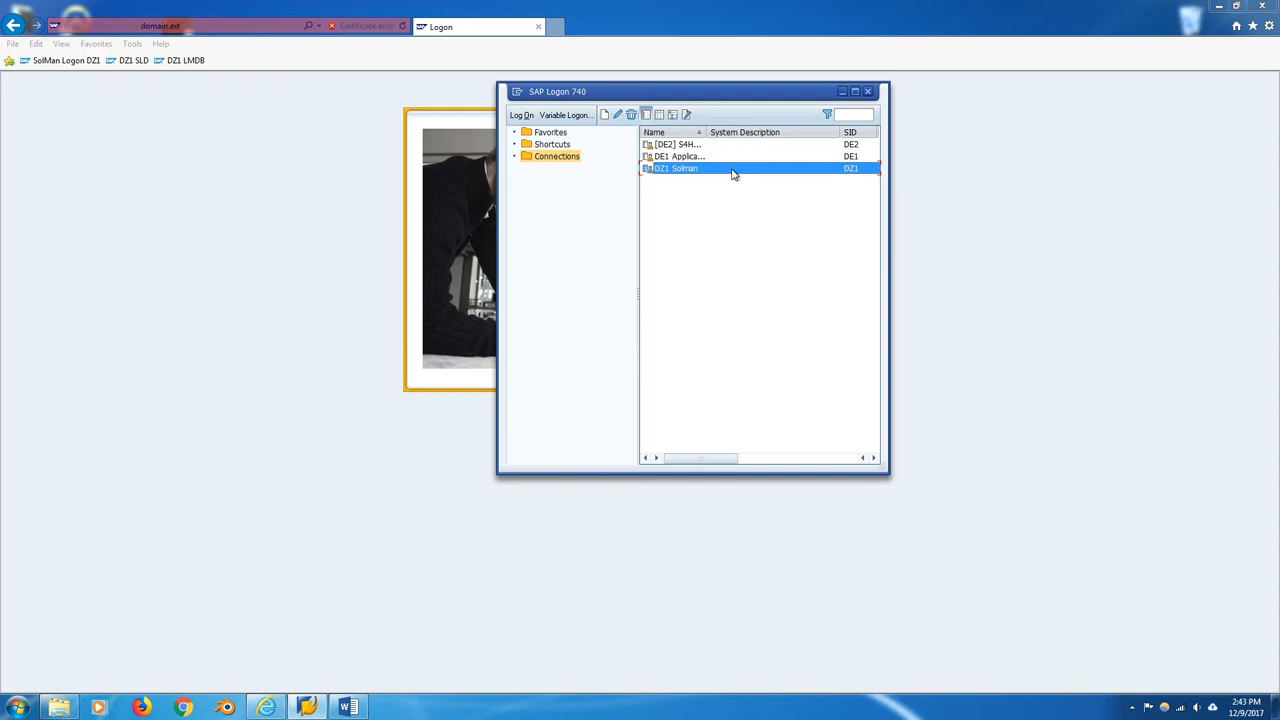 domain.ext
Certificate error
Logon
File Edit View Favorites Tools Help
SolMan Logon DZ1 DZ1 SLD DZ1 LMDB
SAP Logon 740
Log On Variable Logon...
Favorites
Shortcuts
Connections
Name System Description SID
[DE2] S4H... DE2
DE1 Applica... DE1
DZ1 Solman DZ1
2:43 PM
12/9/2017